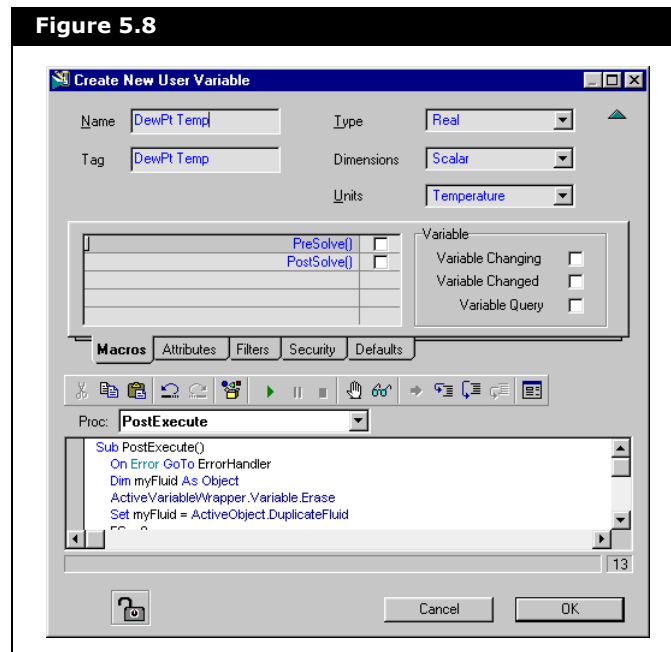 Figure 5.8
Create New User Variable
Name DewPt Temp Type Real
Tag DewPt Temp Dimensions Scalar
Units Temperature
PreSolve()
PostSolve()
Variable
Variable Changing
Variable Changed
Variable Query
Macros Attributes Filters Security Defaults
Proc: PostExecute
Sub PostExecute()
On Error GoTo ErrorHandler
Dim myFluid As Object
ActiveVariableWrapper.Variable.Erase
Set myFluid = ActiveObject.DuplicateFluid
13
Cancel OK